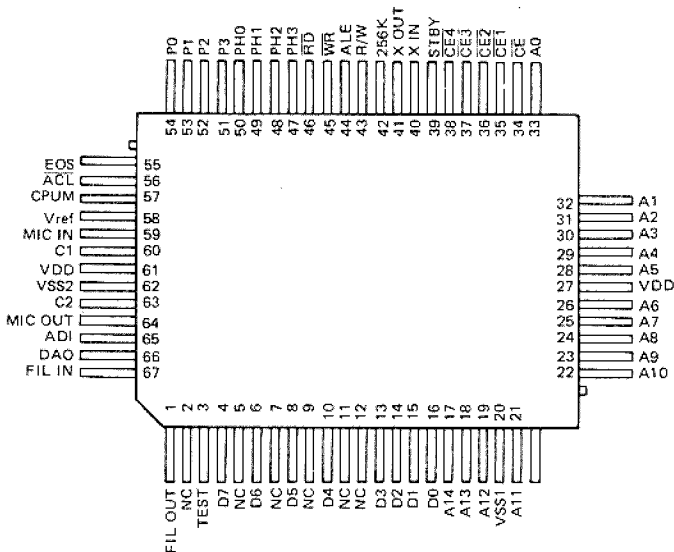 P0 P1 P2 P3 PH0 PH1 PH2 PH3 RD WR ALE R/W 256K X OUT X IN STBY CE4 CE3 CE2 CE1 CE A0
54 53 52 51 50 49 48 47 46 45 44 43 42 41 40 39 38 37 36 35 34 33
EOS 55
ACL 56
CPUM 57
Vref 58
MIC IN 59
C1 60
VDD 61
VSS2 62
C2 63
MIC OUT 64
ADI 65
DAO 66
FIL IN 67
32 A1
31 A2
30 A3
29 A4
28 A5
27 VDD
26 A6
25 A7
24 A8
23 A9
22 A10
1 2 3 4 5 6 7 8 9 10 11 12 13 14 15 16 17 18 19 20 21
FIL OUT NC TEST D7 NC D6 NC D5 NC D4 NC NC D3 D2 D1 D0 A14 A13 A12 VSS1 A11